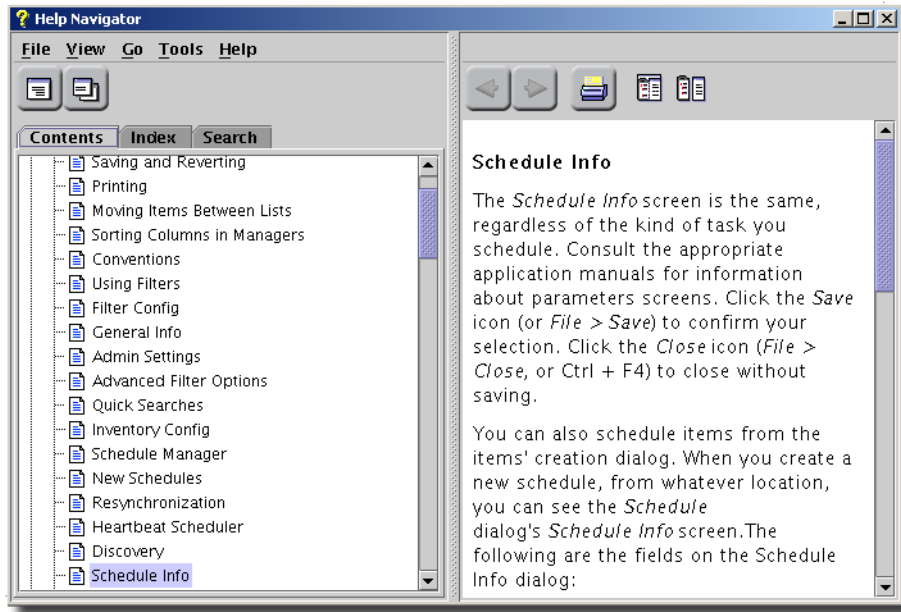 Help Navigator
File View Go Tools Help
Contents Index Search
Saving and Reverting
Printing
Moving Items Between Lists
Sorting Columns in Managers
Conventions
Using Filters
Filter Config
General Info
Admin Settings
Advanced Filter Options
Quick Searches
Inventory Config
Schedule Manager
New Schedules
Resynchronization
Heartbeat Scheduler
Discovery
Schedule Info
Schedule Info
The Schedule Info screen is the same,
regardless of the kind of task you
schedule. Consult the appropriate
application manuals for information
about parameters screens. Click the Save
icon (or File > Save) to confirm your
selection. Click the Close icon (File >
Close, or Ctrl + F4) to close without
saving.
You can also schedule items from the
items' creation dialog. When you create a
new schedule, from whatever location,
you can see the Schedule
dialog's Schedule Info screen.The
following are the fields on the Schedule
Info dialog: